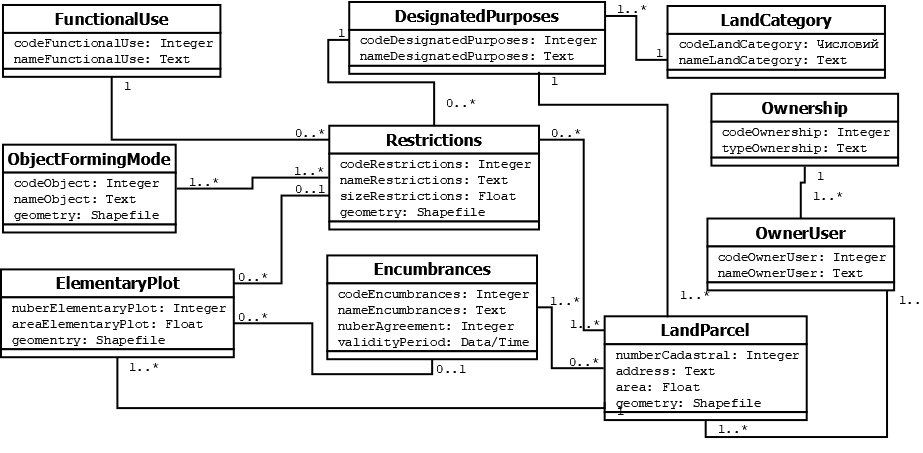 FunctionalUse
codeFunctionalUse: Integer
nameFunctionalUse: Text
1
DesignatedPurposes
codeDesignatedPurposes: Integer
nameDesignatedPurposes: Text
1
1..*
1
LandCategory
codeLandCategory: Числовий
nameLandCategory: Text
0..*
1
Ownership
codeOwnership: Integer
typeOwnership: Text
1
1..*
0..*
Restrictions
codeRestrictions: Integer
nameRestrictions: Text
sizeRestrictions: Float
geometry: Shapefile
0..*
ObjectFormingMode
codeObject: Integer
nameObject: Text
geometry: Shapefile
1..*
1..*
0..1
OwnerUser
codeOwnerUser: Integer
nameOwnerUser: Text
1..
ElementaryPlot
nuberElementaryPlot: Integer
areaElementaryPlot: Float
geomentry: Shapefile
0..*
0..*
1..*
Encumbrances
codeEncumbrances: Integer
nameEncumbrances: Text
nuberAgreement: Integer
validityPeriod: Data/Time
0..1
1..*
1..*
0..*
1..*
LandParcel
numberCadastral: Integer
address: Text
area: Float
geometry: Shapefile
1
1..*